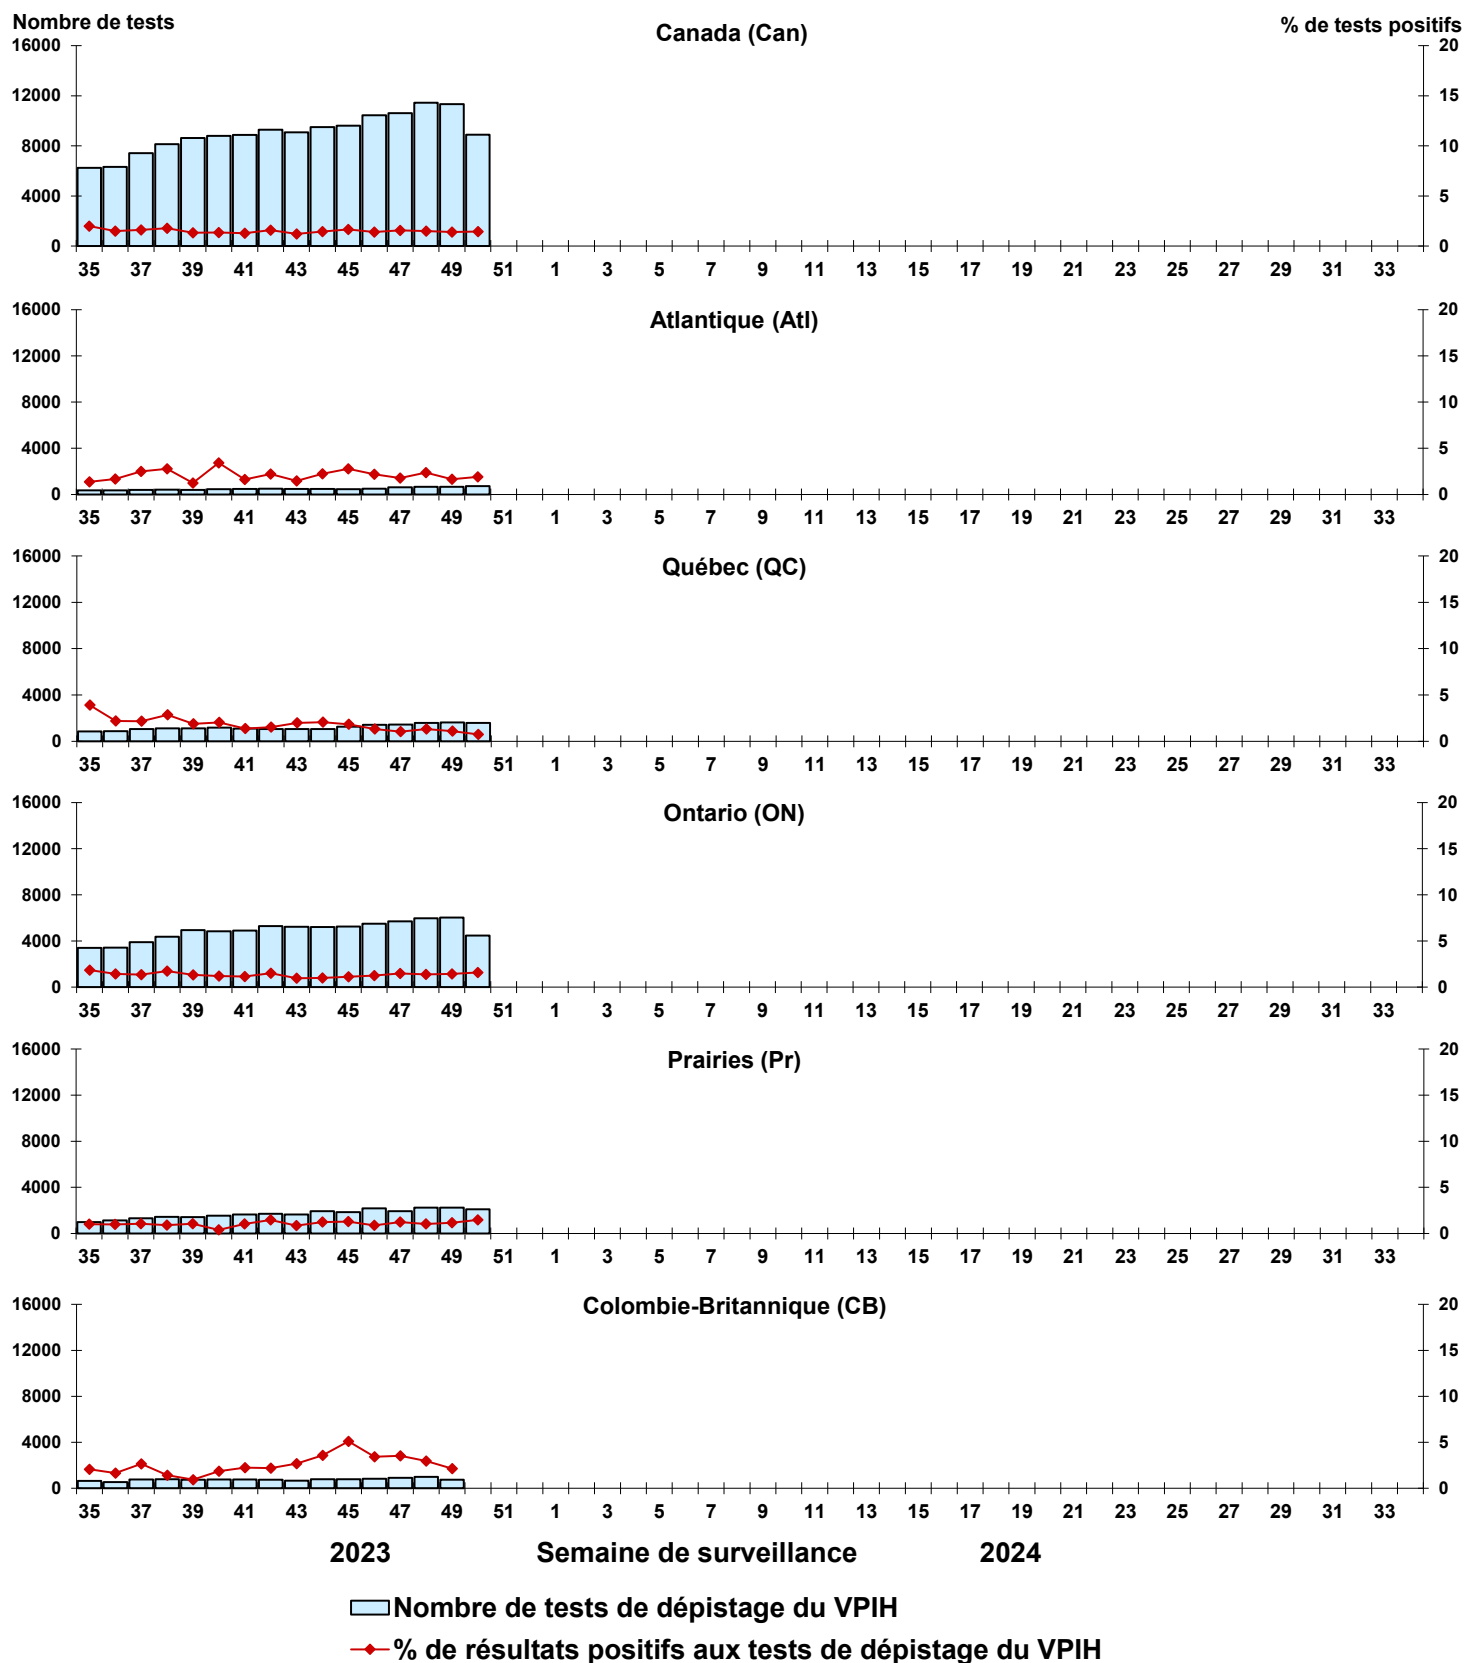 Nombre de tests
Canada (Can)
% de tests positifs
16000 20
12000 15
8000 10
4000 5
0 0
35 37 39 41 43 45 47 49 51 1 3 5 7 9 11 13 15 17 19 21 23 25 27 29 31 33
Atlantique (Atl)
16000 20
12000 15
8000 10
4000 5
0 0
35 37 39 41 43 45 47 49 51 1 3 5 7 9 11 13 15 17 19 21 23 25 27 29 31 33
Québec (QC)
16000 20
12000 15
8000 10
4000 5
0 0
35 37 39 41 43 45 47 49 51 1 3 5 7 9 11 13 15 17 19 21 23 25 27 29 31 33
Ontario (ON)
16000 20
12000 15
8000 10
4000 5
0 0
35 37 39 41 43 45 47 49 51 1 3 5 7 9 11 13 15 17 19 21 23 25 27 29 31 33
Prairies (Pr)
16000 20
12000 15
8000 10
4000 5
0 0
35 37 39 41 43 45 47 49 51 1 3 5 7 9 11 13 15 17 19 21 23 25 27 29 31 33
Colombie-Britannique (CB)
16000 20
12000 15
8000 10
4000 5
0 0
35 37 39 41 43 45 47 49 51 1 3 5 7 9 11 13 15 17 19 21 23 25 27 29 31 33
2023 Semaine de surveillance 2024
Nombre de tests de dépistage du VPIH
% de résultats positifs aux tests de dépistage du VPIH